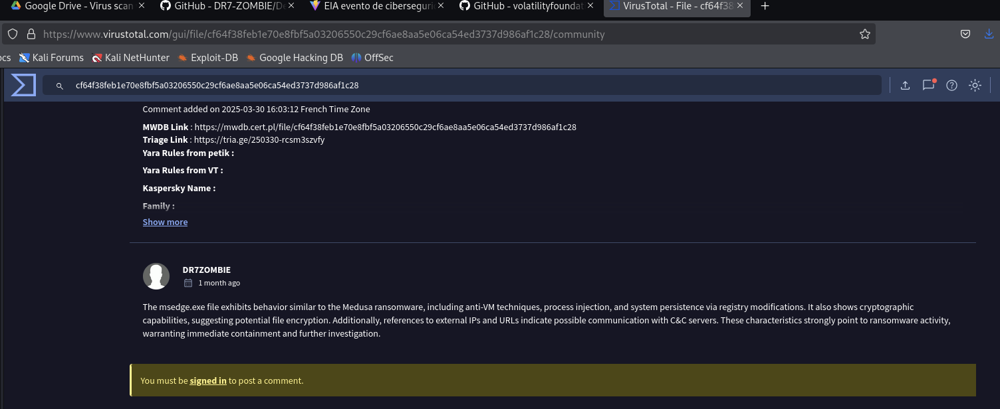 Google Drive - Virus scan
GitHub - DR7-ZOMBIE/De
EIA evento de cibersegurid
GitHub - volatilityfoundat
VirusTotal - File - cf64f38
https://www.virustotal.com/gui/file/cf64f38feb1e70e8fbf5a03206550c29cf6ae8aa5e06ca54ed3737d986af1c28/community
ocs Kali Forums Kali NetHunter Exploit-DB Google Hacking DB OffSec
cf64f38feb1e70e8fbf5a03206550c29cf6ae8aa5e06ca54ed3737d986af1c28
Comment added on 2025-03-30 16:03:12 French Time Zone
MWDB Link : https://mwdb.cert.pl/file/cf64f38feb1e70e8fbf5a03206550c29cf6ae8aa5e06ca54ed3737d986af1c28
Triage Link : https://tria.ge/250330-rcsm3szvfy
Yara Rules from petik :
Yara Rules from VT :
Kaspersky Name :
Family :
Show more
DR7ZOMBIE
1 month ago
The msedge.exe file exhibits behavior similar to the Medusa ransomware, including anti-VM techniques, process injection, and system persistence via registry modifications. It also shows cryptographic
capabilities, suggesting potential file encryption. Additionally, references to external IPs and URLs indicate possible communication with C&C servers. These characteristics strongly point to ransomware activity,
warranting immediate containment and further investigation.
You must be signed in to post a comment.